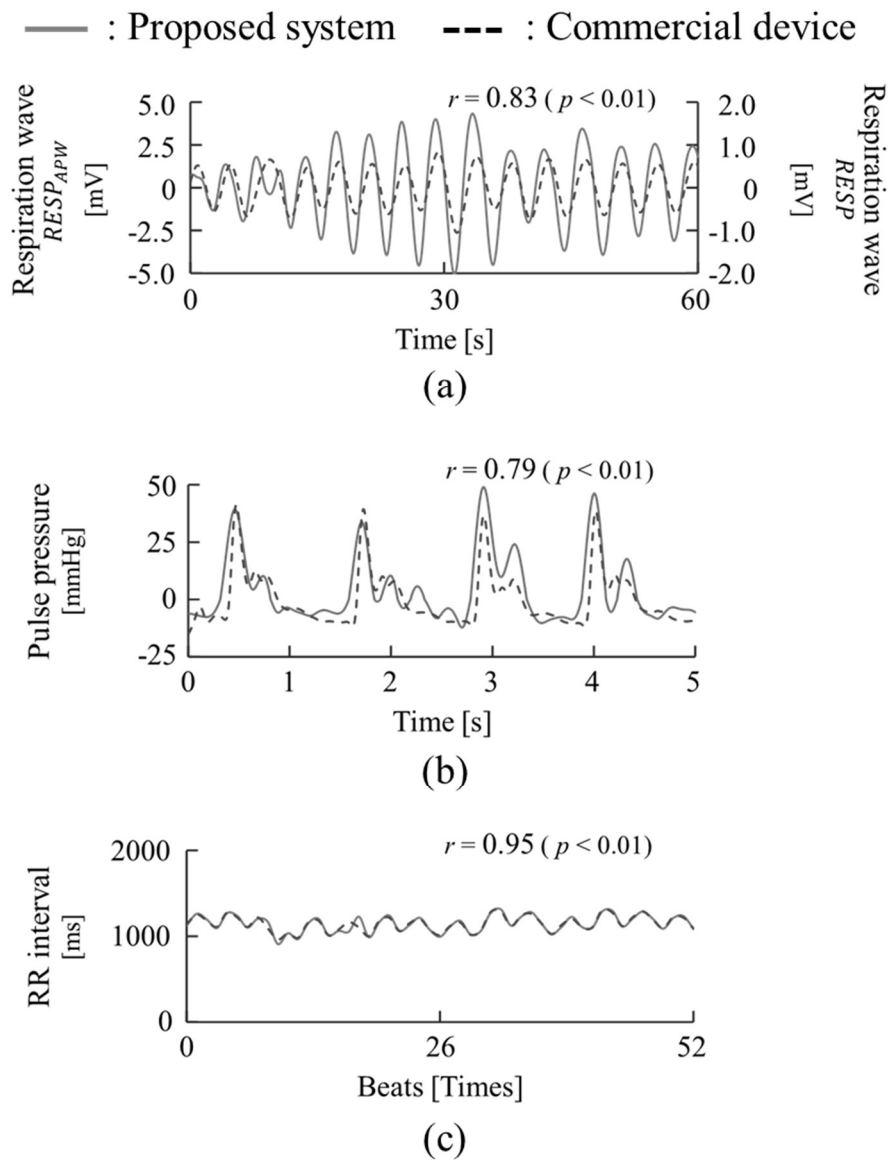 : Proposed system
: Commercial device
Respiration wave
RESP_APW
[mV]
5.0
2.5
0
-2.5
-5.0
r = 0.83 ( p < 0.01)
2.0
1.0
0
-1.0
-2.0
Respiration wave
RESP
[mV]
0
30
60
Time [s]
(a)
Pulse pressure
[mmHg]
50
25
0
-25
r = 0.79 ( p < 0.01)
0
1
2
3
4
5
Time [s]
(b)
RR interval
[ms]
2000
1000
0
r = 0.95 ( p < 0.01)
0
26
52
Beats [Times]
(c)